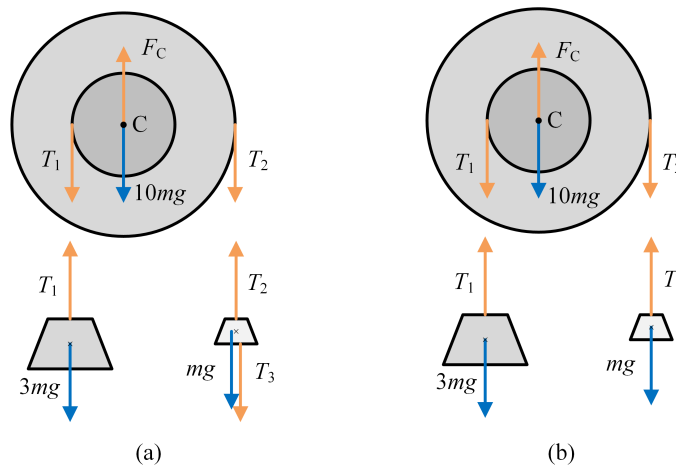 F_C F_C
C C
T_1 T_2 T_1 T
10mg 10mg
T_1 T_2 T_1 T
mg T_3 mg
3mg 3mg
(a) (b)